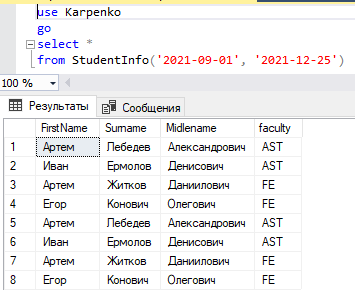 use Karpenko
go
select *
from StudentInfo('2021-09-01', '2021-12-25')
100 %
Результаты Сообщения
FirstName Surname Midlename faculty
1 Артем Лебедев Александрович AST
2 Иван Ермолов Денисович AST
3 Артем Житков Даниилович FE
4 Егор Конович Олегович FE
5 Артем Лебедев Александрович AST
6 Иван Ермолов Денисович AST
7 Артем Житков Даниилович FE
8 Егор Конович Олегович FE